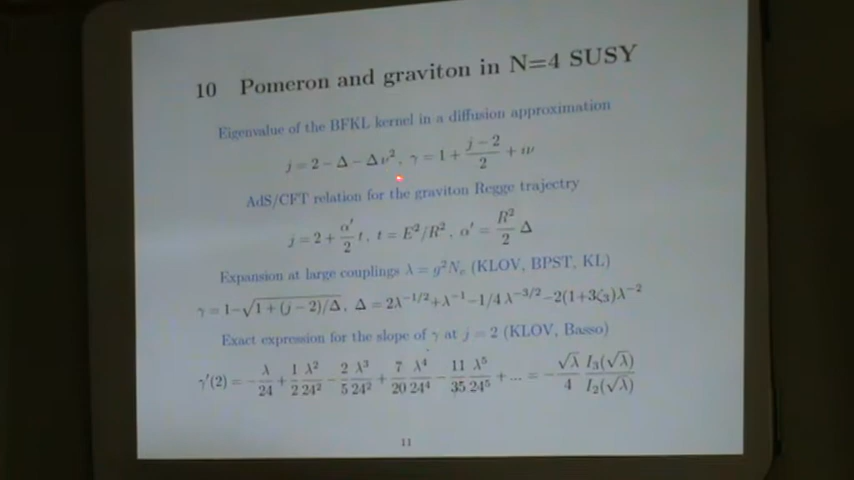 10 Pomeron and graviton in N=4 SUSY
Eigenvalue of the BFKL kernel in a diffusion approximation
j = 2 − Δ − Δν², γ = 1 + (j − 2)/2 + iν
AdS/CFT relation for the graviton Regge trajectory
j = 2 + α′/2 t, t = E²/R², α′ = R²/2 Δ
Expansion at large couplings λ = g²N_c (KLOV, BPST, KL)
γ = 1−√(1 + (j − 2)/Δ), Δ = 2λ^{−1/2}+λ^{−1}−1/4 λ^{−3/2}−2(1+3ζ₃)λ^{−2}
Exact expression for the slope of γ at j = 2 (KLOV, Basso)
γ′(2) = −λ/24 + 1/2 λ²/24² − 2/5 λ³/24² + 7/20 λ⁴/24⁴ − 11/35 λ⁵/24⁵ + ... = −√λ/4 I₃(√λ)/I₂(√λ)
11